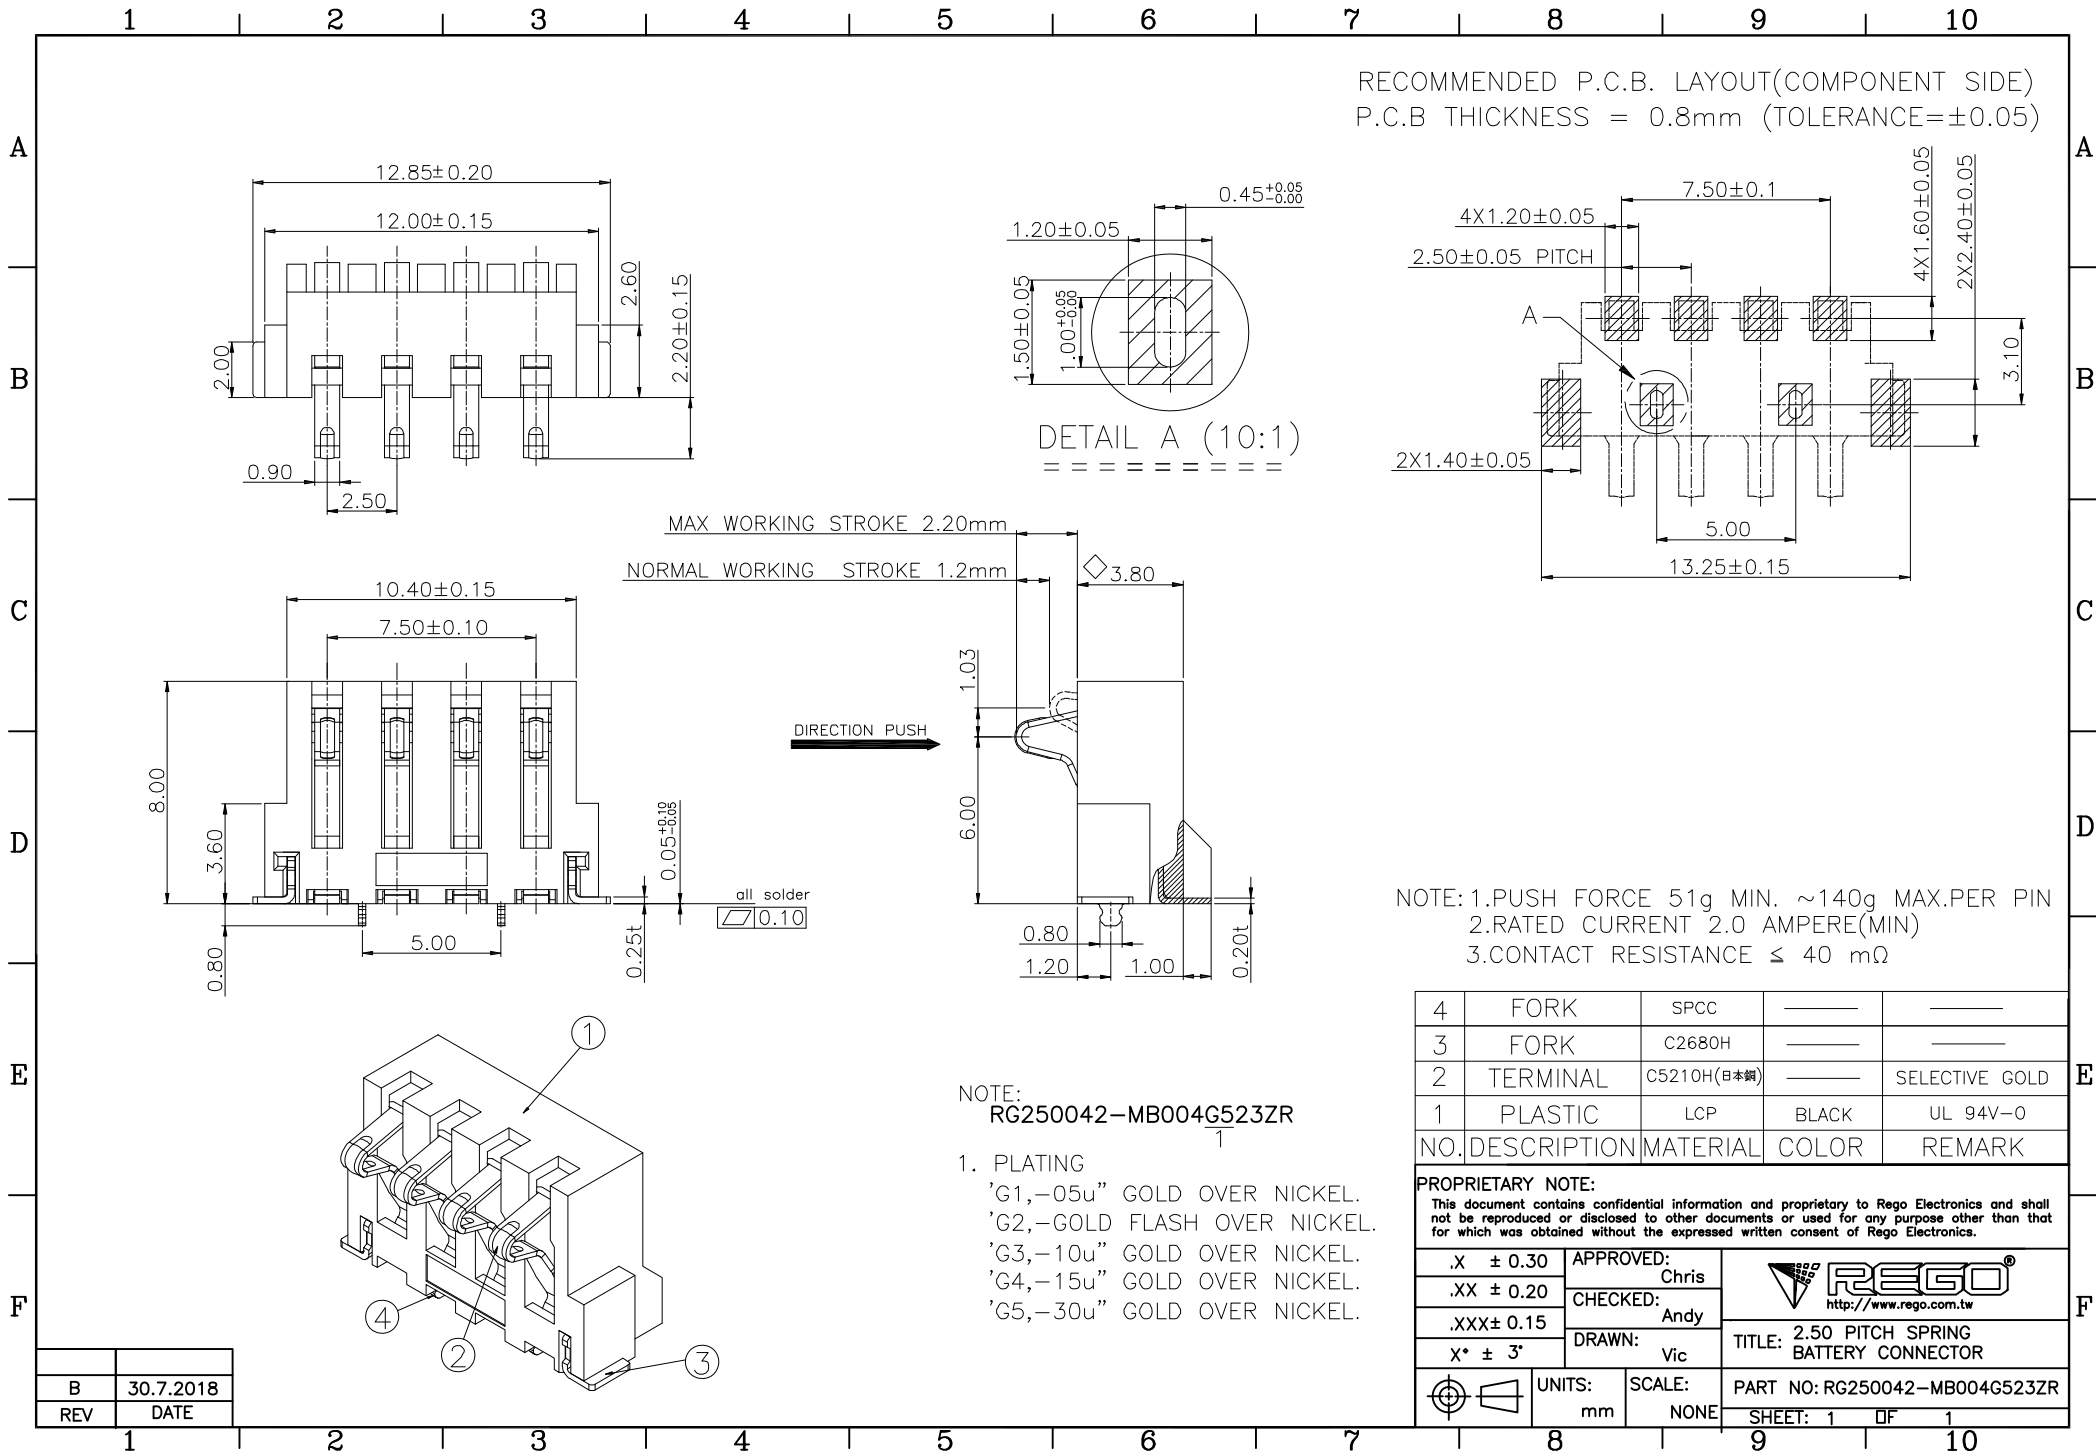 1 2 3 4 5 6 7 8 9 10
A A
B B
C C
D D
E E
F F
1 2 3 4 5 6 7 8 9 10
RECOMMENDED P.C.B. LAYOUT(COMPONENT SIDE)
P.C.B THICKNESS = 0.8mm (TOLERANCE=±0.05)
12.85±0.20
12.00±0.15
2.00
2.60
2.20±0.15
0.90
2.50
0.45+0.05-0.00
1.20±0.05
1.50±0.05
1.00+0.05-0.00
DETAIL A (10:1)
7.50±0.1
4X1.20±0.05
2.50±0.05 PITCH
4X1.60±0.05
2X2.40±0.05
A
3.10
2X1.40±0.05
5.00
13.25±0.15
10.40±0.15
7.50±0.10
8.00
3.60
0.80
5.00
0.25t
0.05+0.10-0.05
all solder
0.10
MAX WORKING STROKE 2.20mm
NORMAL WORKING STROKE 1.2mm
3.80
1.03
DIRECTION PUSH
6.00
0.80
1.20
1.00
0.20t
NOTE: 1.PUSH FORCE 51g MIN. ~140g MAX.PER PIN
2.RATED CURRENT 2.0 AMPERE(MIN)
3.CONTACT RESISTANCE ≤ 40 mΩ
1
2
3
4
NOTE:
RG250042-MB004G523ZR
1
1. PLATING
'G1,-05u" GOLD OVER NICKEL.
'G2,-GOLD FLASH OVER NICKEL.
'G3,-10u" GOLD OVER NICKEL.
'G4,-15u" GOLD OVER NICKEL.
'G5,-30u" GOLD OVER NICKEL.
4 FORK SPCC
3 FORK C2680H
2 TERMINAL C5210H(日本銅) SELECTIVE GOLD
1 PLASTIC LCP BLACK UL 94V-0
NO. DESCRIPTION MATERIAL COLOR REMARK
PROPRIETARY NOTE:
This document contains confidential information and proprietary to Rego Electronics and shall
not be reproduced or disclosed to other documents or used for any purpose other than that
for which was obtained without the expressed written consent of Rego Electronics.
.X ± 0.30
.XX ± 0.20
.XXX± 0.15
X° ± 3°
APPROVED:
Chris
CHECKED:
Andy
DRAWN:
Vic
REGO®
http://www.rego.com.tw
TITLE: 2.50 PITCH SPRING
BATTERY CONNECTOR
UNITS:
mm
SCALE:
NONE
PART NO: RG250042-MB004G523ZR
SHEET: 1 OF 1
B 30.7.2018
REV DATE